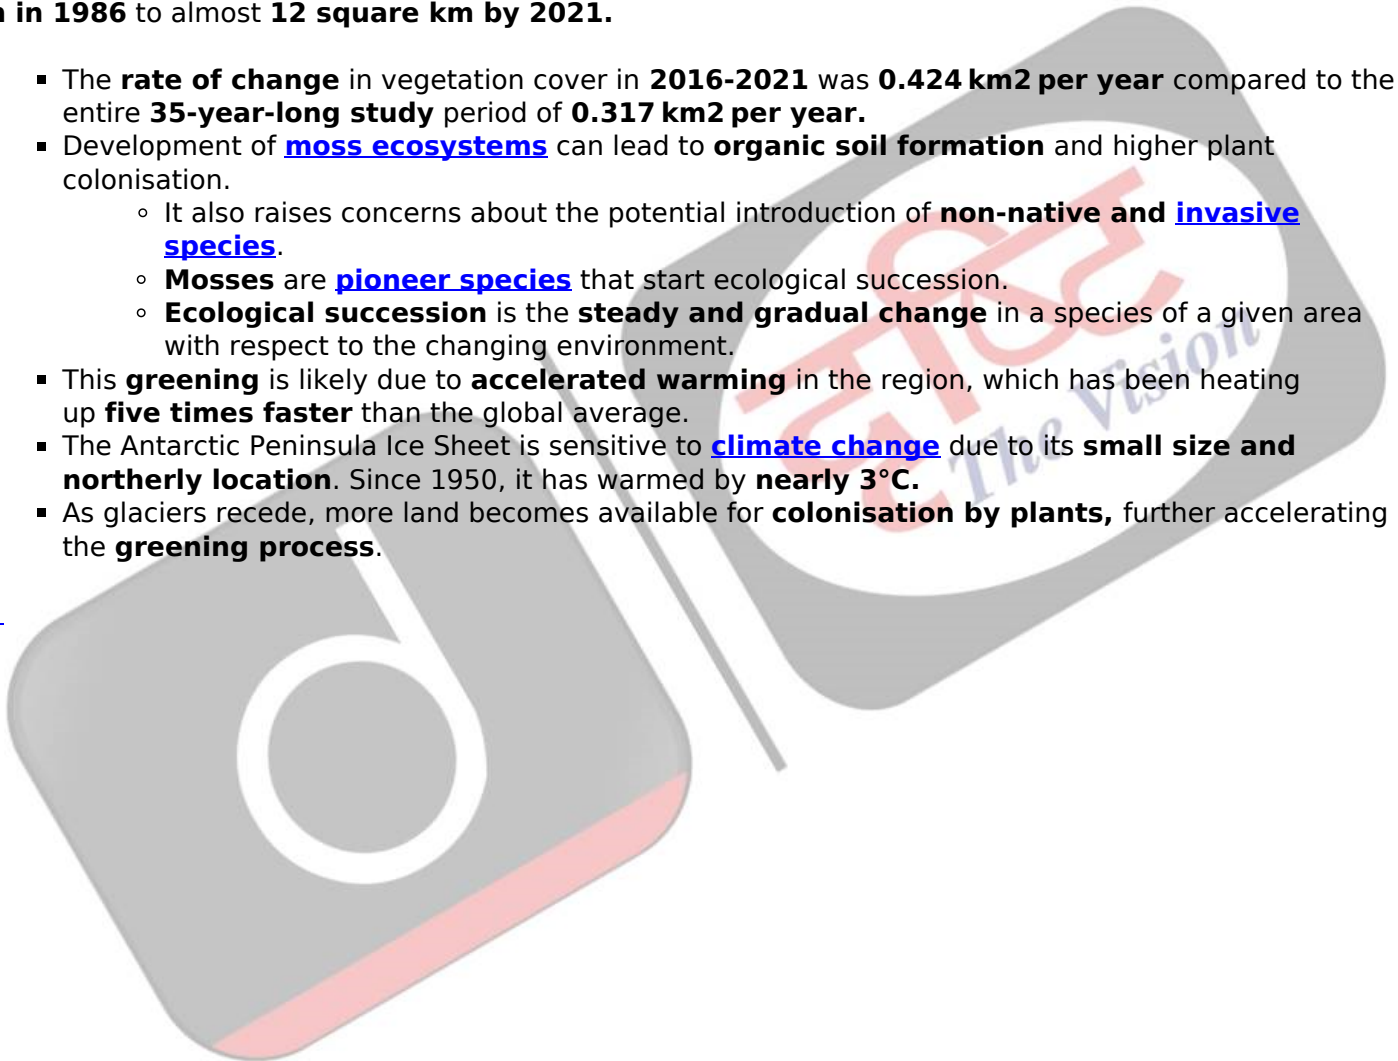 in 1986 to almost 12 square km by 2021.
The rate of change in vegetation cover in 2016-2021 was 0.424 km2 per year compared to the
entire 35-year-long study period of 0.317 km2 per year.
Development of moss ecosystems can lead to organic soil formation and higher plant
colonisation.
It also raises concerns about the potential introduction of non-native and invasive
species.
Mosses are pioneer species that start ecological succession.
Ecological succession is the steady and gradual change in a species of a given area
with respect to the changing environment.
This greening is likely due to accelerated warming in the region, which has been heating
up five times faster than the global average.
The Antarctic Peninsula Ice Sheet is sensitive to climate change due to its small size and
northerly location. Since 1950, it has warmed by nearly 3°C.
As glaciers recede, more land becomes available for colonisation by plants, further accelerating
the greening process.
दृष्टि
The Vision
d